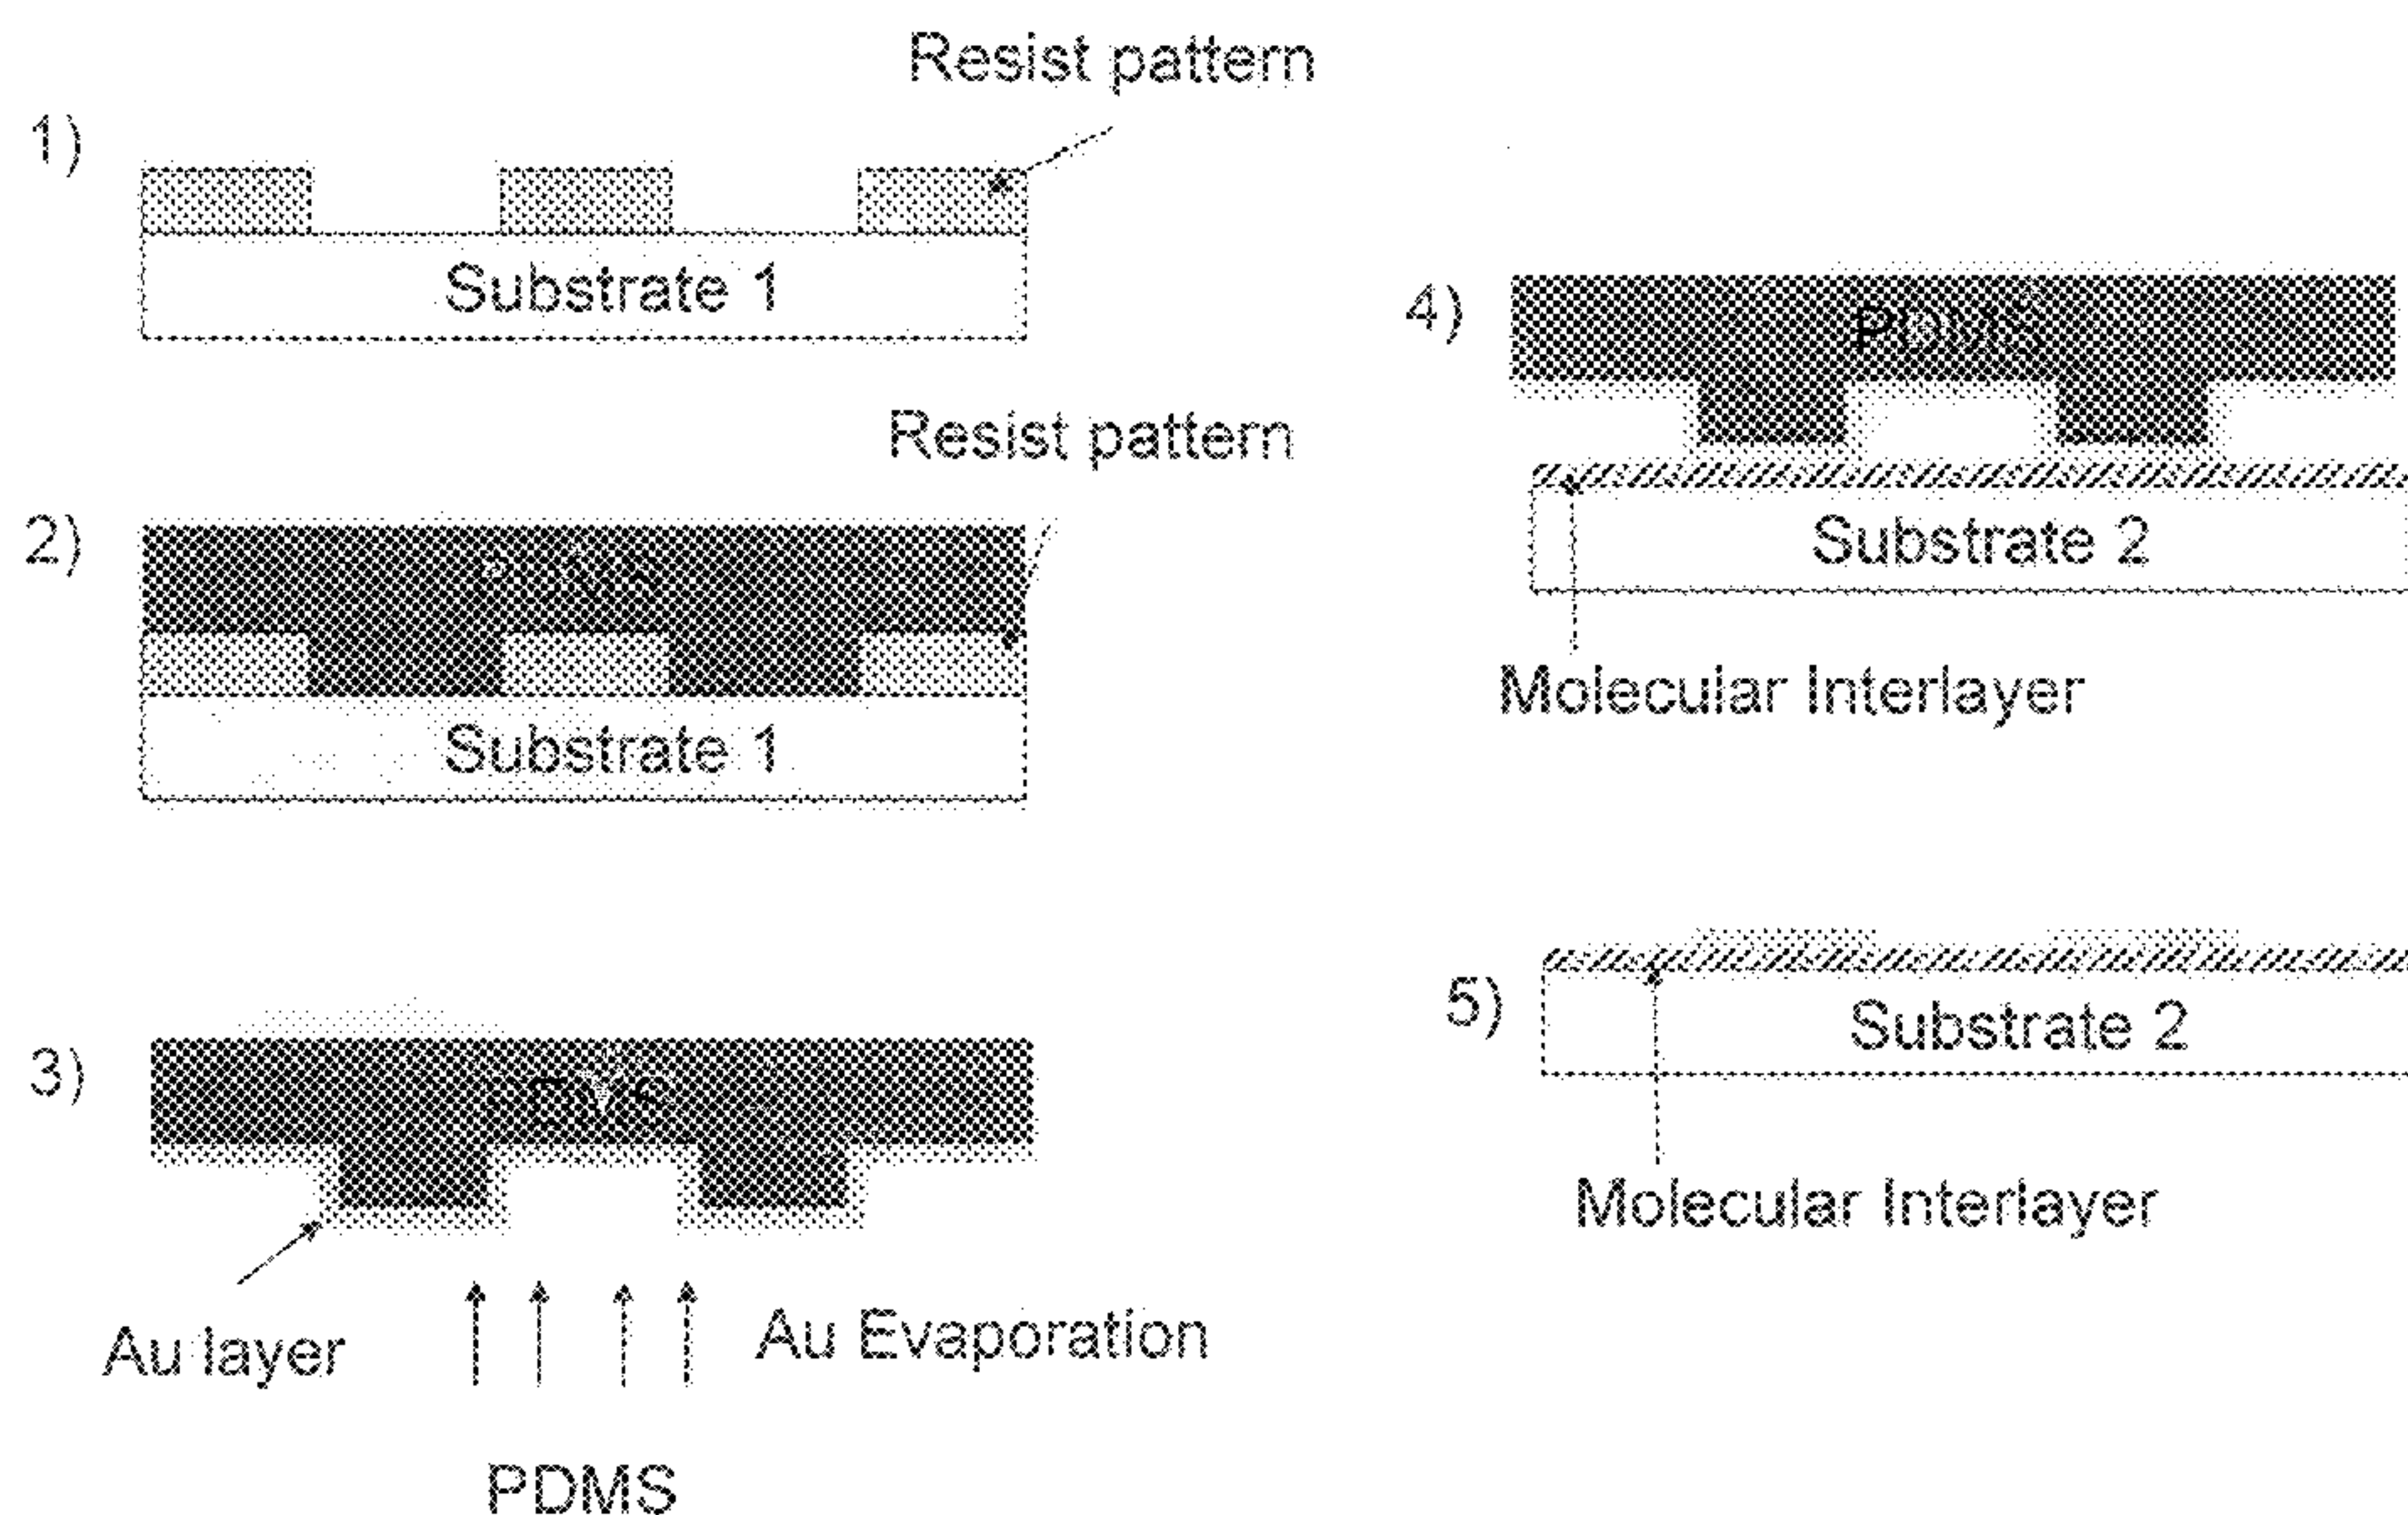 Resist pattern
1)
Substrate 1
Resist pattern
2)
Substrate 1
3)
Au layer
Au Evaporation
PDMS
4)
PDMS
Substrate 2
Molecular Interlayer
5)
Substrate 2
Molecular Interlayer